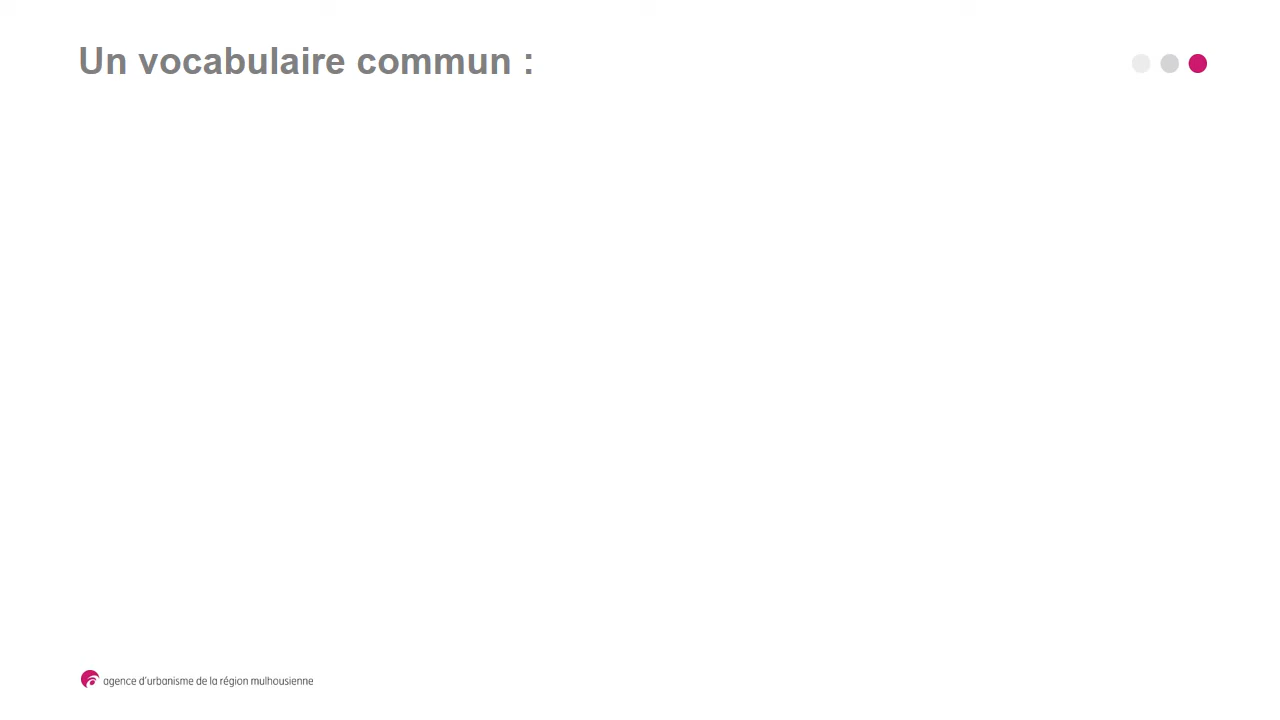 Un vocabulaire commun :
agence d'urbanisme de la région mulhousienne